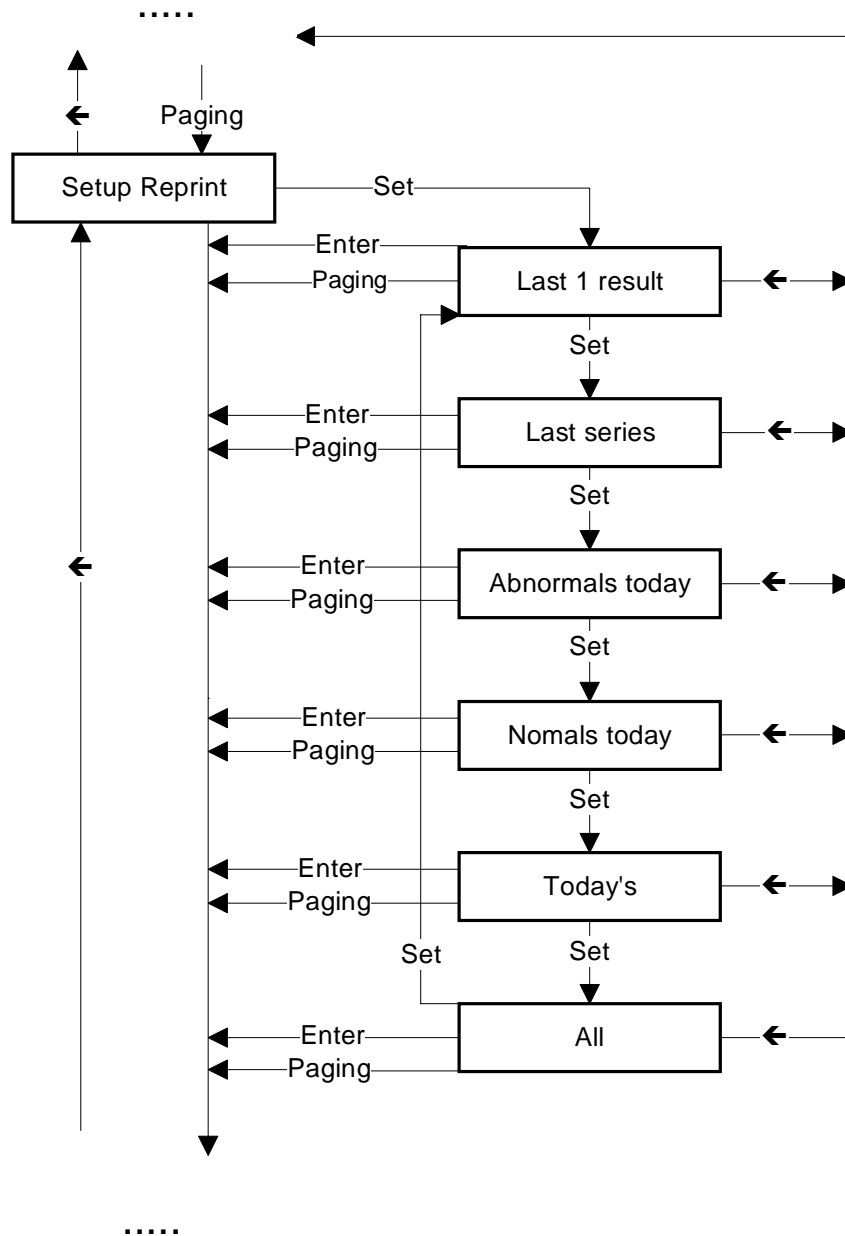 .....
← Paging
Setup Reprint Set
Enter
Paging Last 1 result ←
Set
Enter
Paging Last series ←
Set
Enter
Paging Abnormals today ←
← 
Set
Enter
Paging Nomals today ←
Set
Enter
Paging Today's ←
Set Set
Enter
Paging All ←
.....